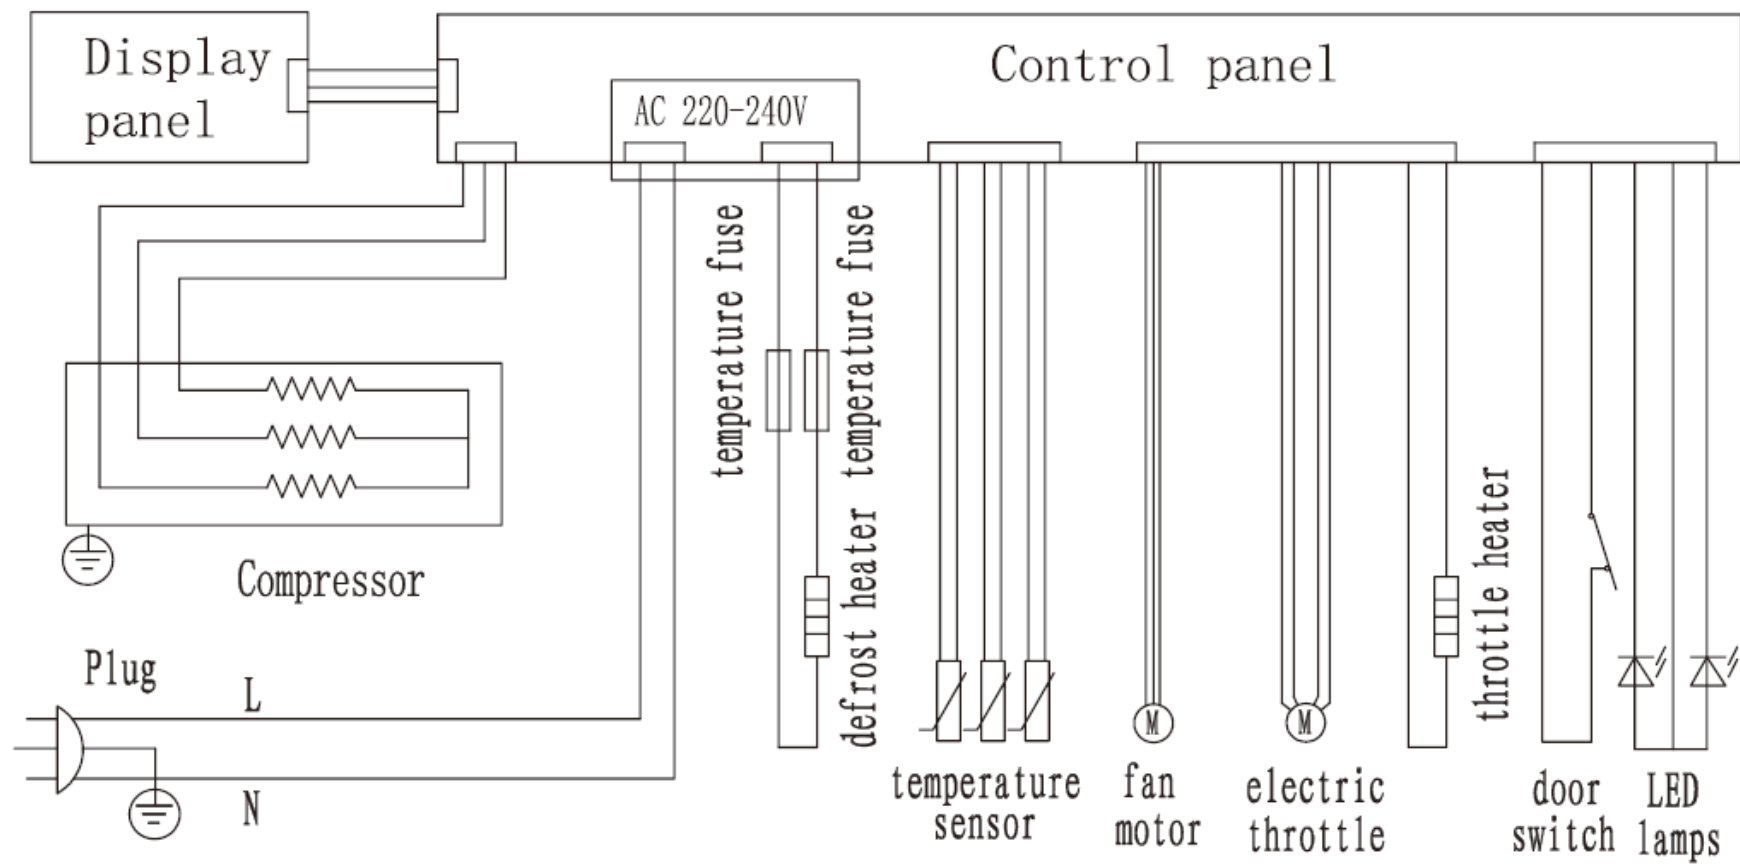 Display
panel
Control panel
AC 220-240V
temperature fuse
temperature fuse
defrost heater
throttle heater
Compressor
Plug
L
N
temperature
sensor
M
fan
motor
M
electric
throttle
door
switch
LED
lamps